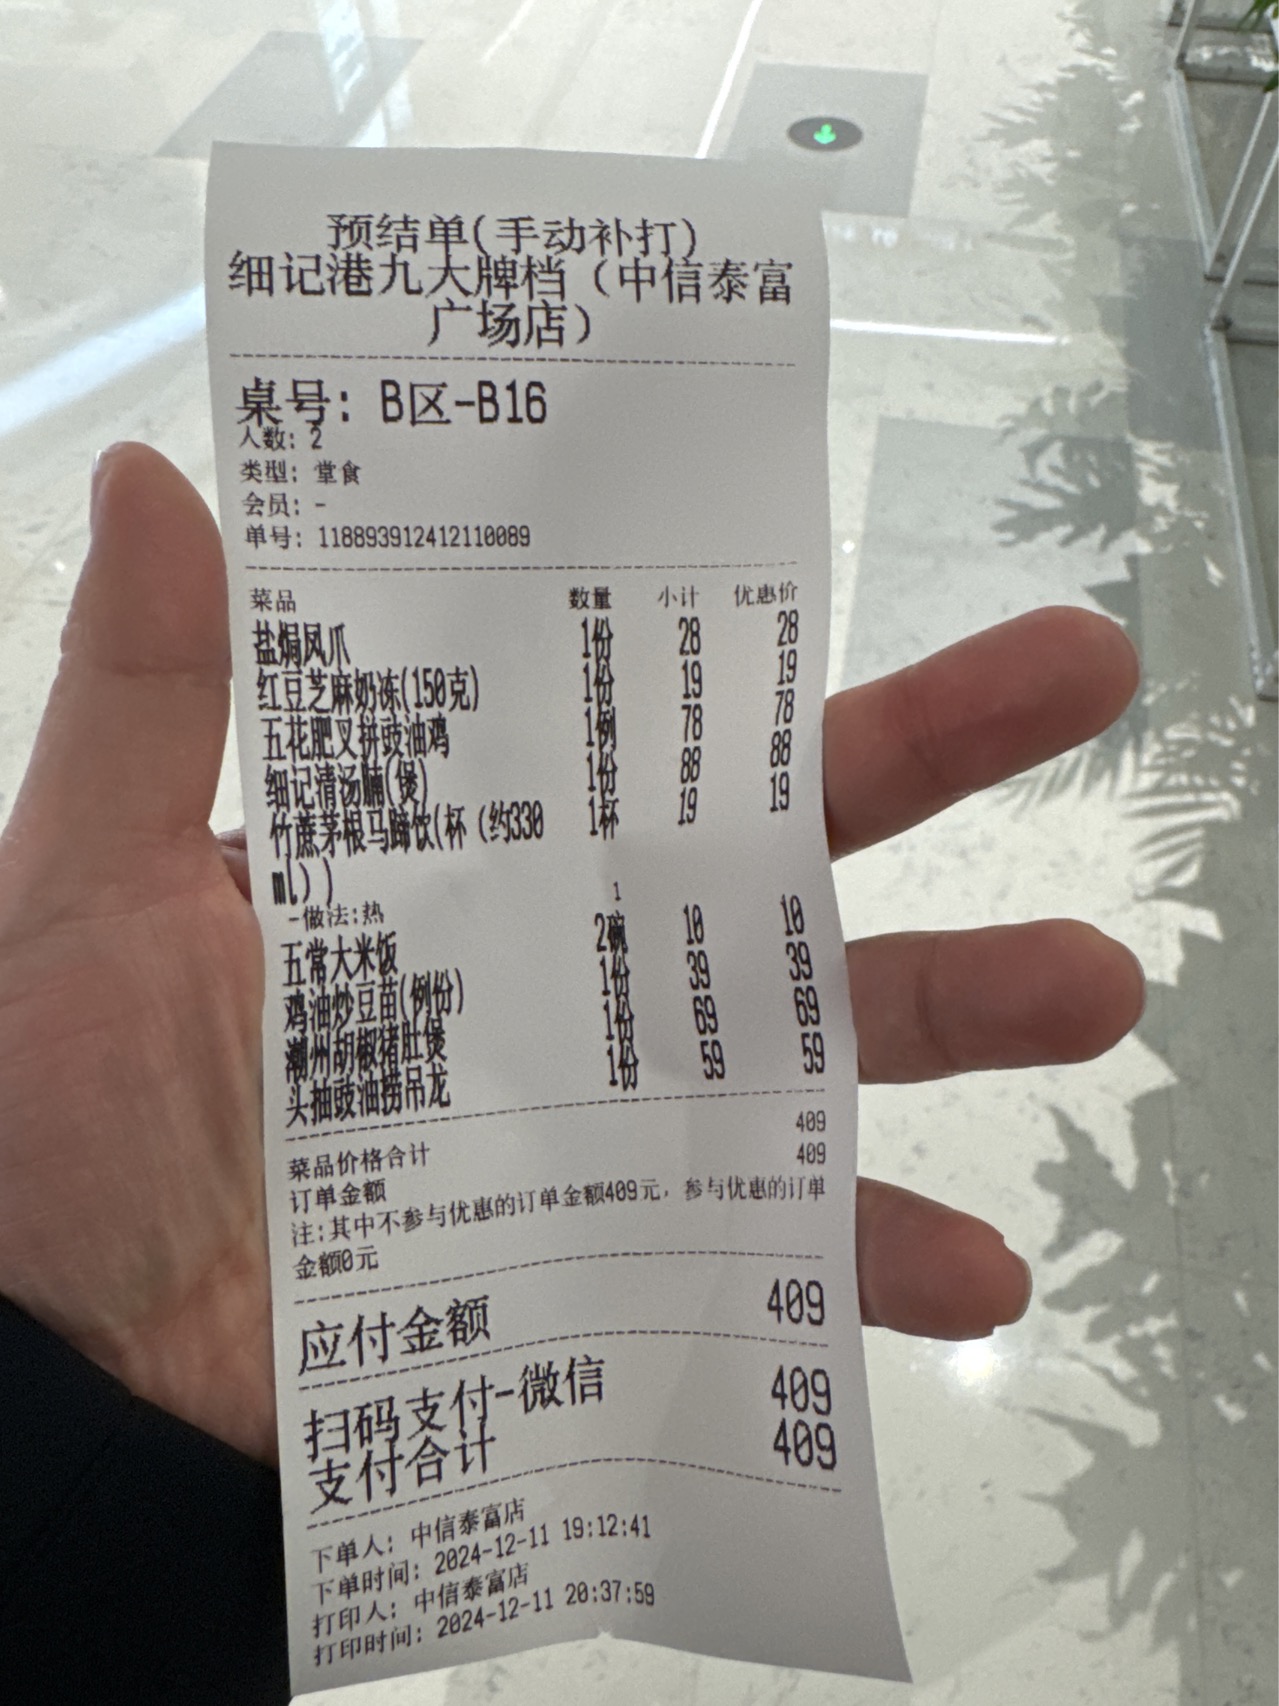 预结单(手动补打)
细记港九大牌档（中信泰富
广场店）
桌号: B区-B16
人数: 2
类型: 堂食
会员: -
单号: 118893912412110089
菜品 数量 小计 优惠价
盐焗凤爪 1份 28 28
红豆芝麻奶冻(150克) 1份 19 19
五花肥叉拼豉油鸡 1例 78 78
细记清汤腩(煲) 1份 88 88
竹蔗茅根马蹄饮(杯（约330 1杯 19 19
ml）)
-做法:热 1
五常大米饭 2碗 10 10
鸡油炒豆苗(例份) 1份 39 39
潮州胡椒猪肚煲 1份 69 69
头抽豉油捞吊龙 1份 59 59
菜品价格合计 409
订单金额 409
注:其中不参与优惠的订单金额409元，参与优惠的订单
金额0元
应付金额 409
扫码支付-微信 409
支付合计 409
下单人: 中信泰富店
下单时间: 2024-12-11 19:12:41
打印人: 中信泰富店
打印时间: 2024-12-11 20:37:59